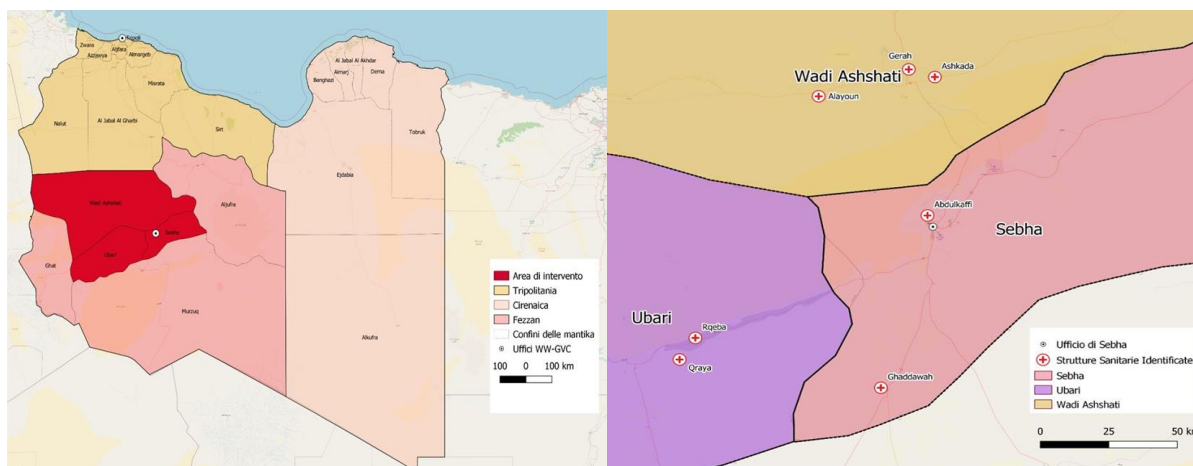 Tripoli
Zwara
Aljfara
Azzawya
Almargeb
Misrata
Nalut
Al Jabal Al Gharbi
Sirt
Al Jabal Al Akhdar
Benghazi
Almarj
Derna
Tobruk
Ejdabia
Wadi Ashshati
Aljufra
Sebha
Ubari
Ghat
Murzuq
Alkufra
Area di intervento
Tripolitania
Cirenaica
Fezzan
Confini delle mantika
Uffici WW-GVC
100 0 100 km
Gerah
Wadi Ashshati
Ashkada
Alayoun
Abdulkaffi
Sebha
Ubari
Rqeba
Qraya
Ghaddawah
Ufficio di Sebha
Strutture Sanitarie Identificate
Sebha
Ubari
Wadi Ashshati
0 25 50 km